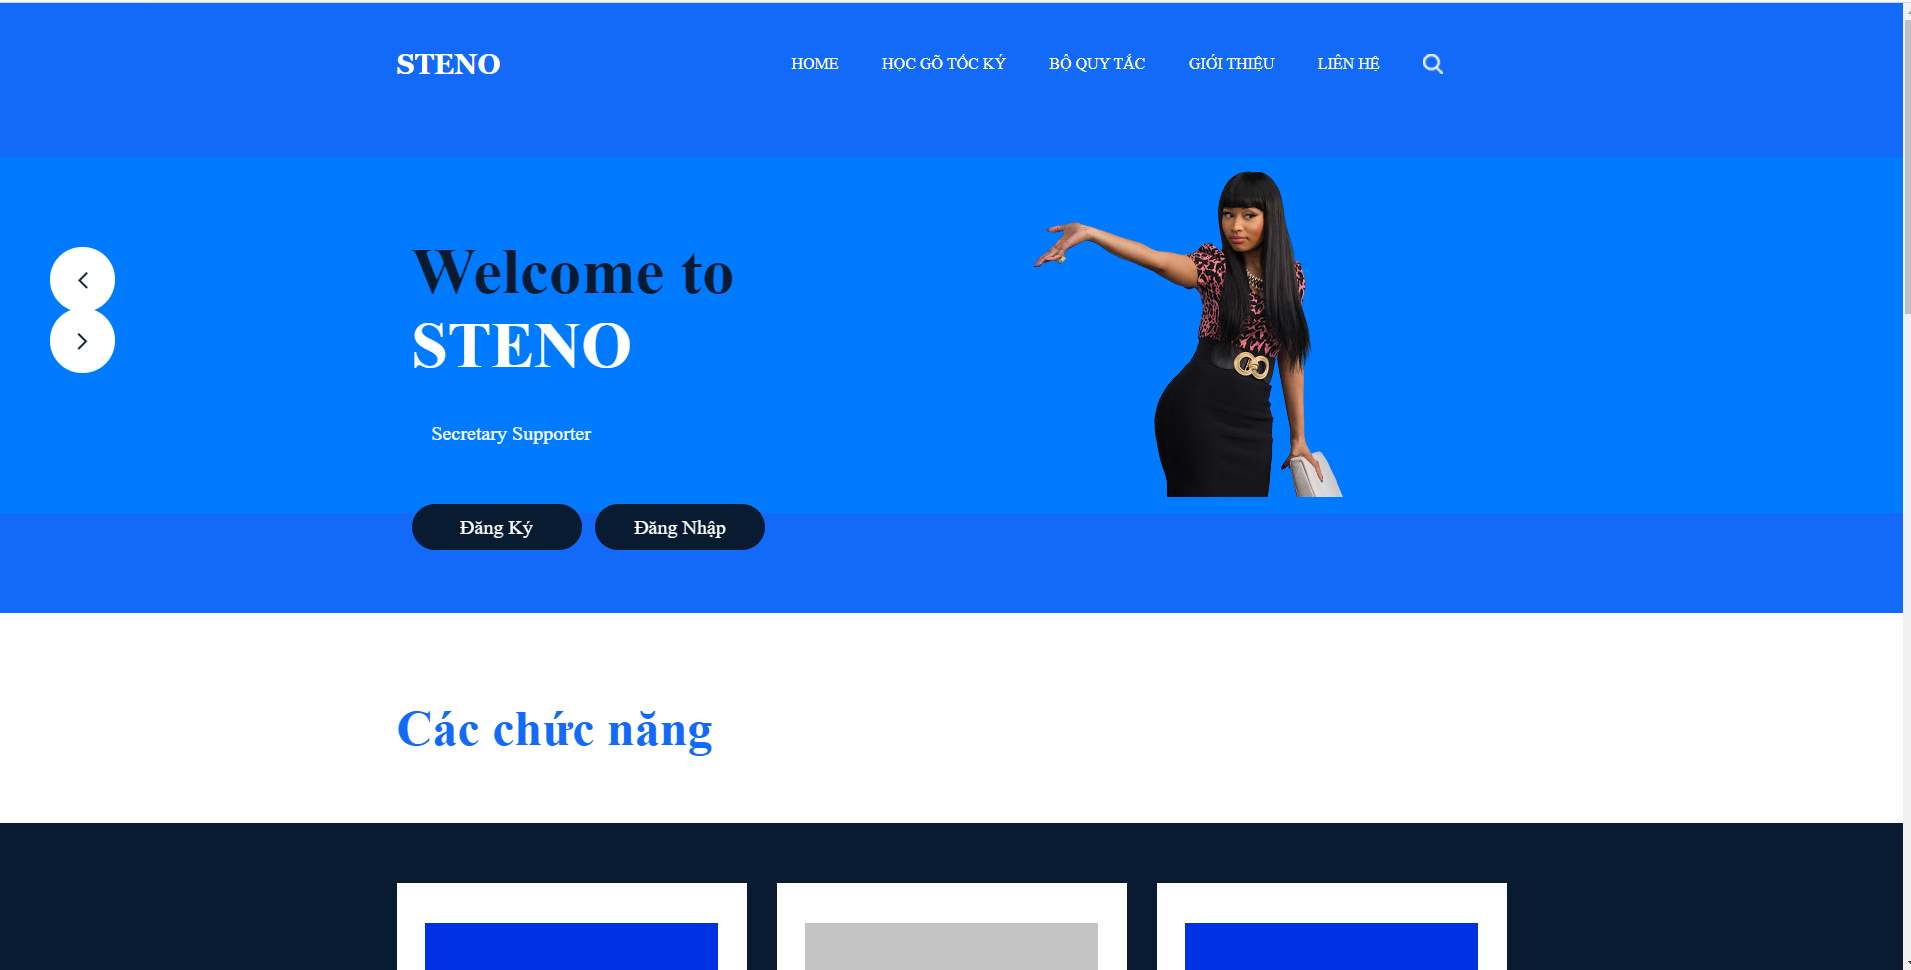 STENO
HOME
HỌC GÕ TỐC KÝ
BỘ QUY TẮC
GIỚI THIỆU
LIÊN HỆ
Welcome to
STENO
Secretary Supporter
Đăng Ký
Đăng Nhập
Các chức năng